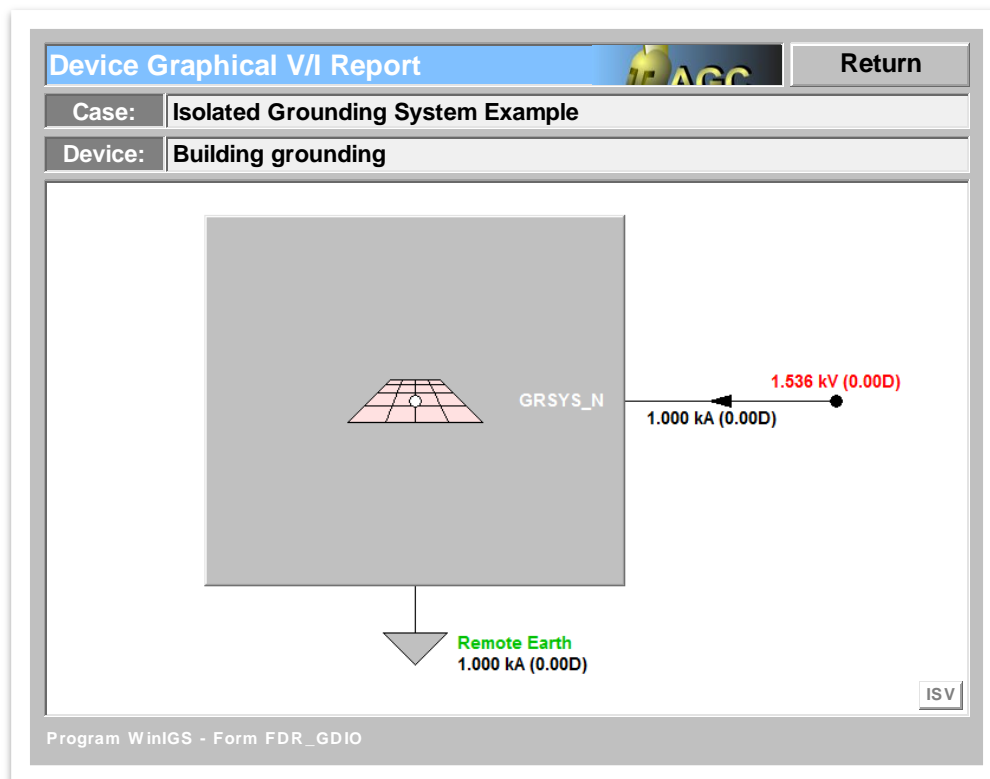 Device Graphical V/I Report
AGC
Return
Case:
Isolated Grounding System Example
Device:
Building grounding
1.536 kV (0.00D)
GRSYS_N
1.000 kA (0.00D)
Remote Earth
1.000 kA (0.00D)
ISV
Program WinIGS - Form FDR_GDIO